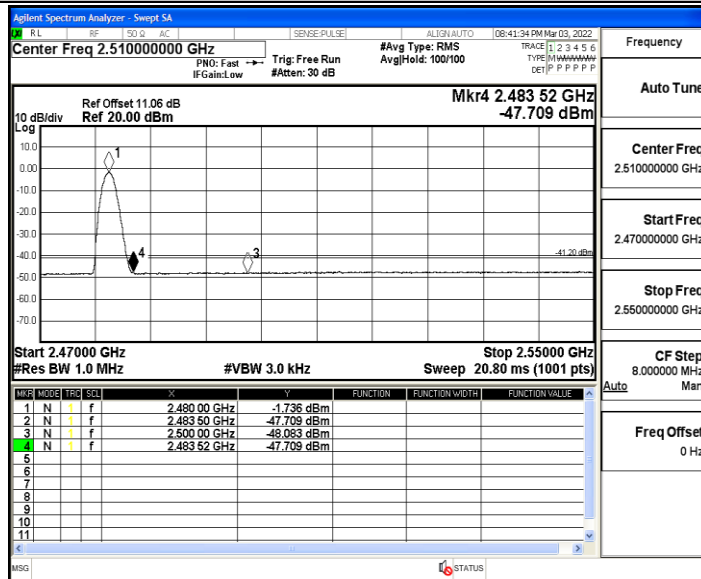 Agilent Spectrum Analyzer - Swept SA
RL RF 50 Ω AC SENSE:PULSE ALIGN AUTO 08:41:34 PM Mar 03, 2022
Center Freq 2.510000000 GHz
PNO: Fast Trig: Free Run #Avg Type: RMS TRACE 1 2 3 4 5 6
IFGain:Low #Atten: 30 dB Avg|Hold: 100/100 TYPE M
DET P P P P P P
Ref Offset 11.06 dB Mkr4 2.483 52 GHz
10 dB/div Ref 20.00 dBm -47.709 dBm
Log
10.0
0.00
-10.0
-20.0
-30.0
-40.0
-50.0
-60.0
-70.0
1
4
3
-41.20 dBm
Start 2.47000 GHz Stop 2.55000 GHz
#Res BW 1.0 MHz #VBW 3.0 kHz Sweep 20.80 ms (1001 pts)
MKR MODE TRC SCL X Y FUNCTION FUNCTION WIDTH FUNCTION VALUE
1 N 1 f 2.480 00 GHz -1.736 dBm
2 N 1 f 2.483 50 GHz -47.709 dBm
3 N 1 f 2.500 00 GHz -48.083 dBm
4 N 1 f 2.483 52 GHz -47.709 dBm
5
6
7
8
9
10
11
MSG STATUS
Frequency
Auto Tune
Center Freq
2.510000000 GHz
Start Freq
2.470000000 GHz
Stop Freq
2.550000000 GHz
CF Step
8.000000 MHz
Auto Man
Freq Offset
0 Hz